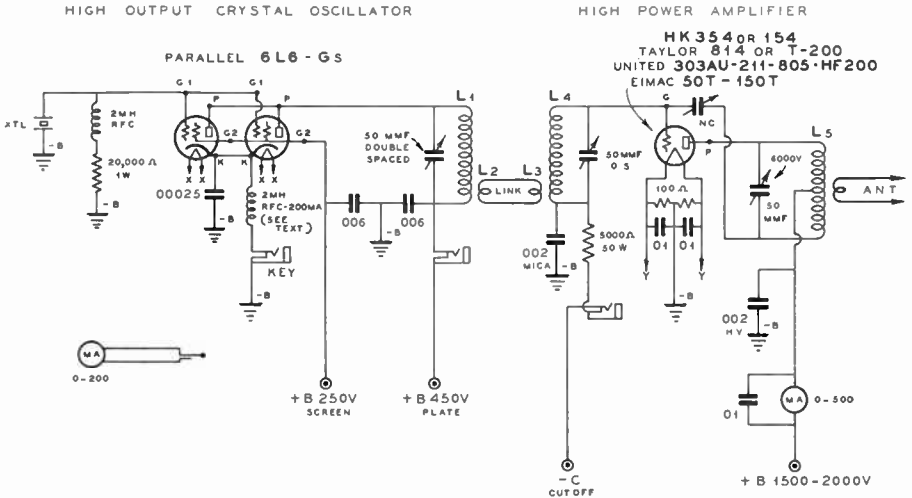 HIGH OUTPUT CRYSTAL OSCILLATOR
HIGH POWER AMPLIFIER
HK354 OR 154
TAYLOR 814 OR T-200
UNITED 303AU-211-805·HF200
EIMAC 50T-150T
PARALLEL 6L6-GS
G1
G1
P
P
G2
G2
K
K
X X
X X
XTL
-B
2MH
RFC
20,000 Ω
1W
-B
00025
-B
2MH
RFC-200MA
(SEE
TEXT)
KEY
-B
MA
0-200
006
006
-B
50 MMF
DOUBLE
SPACED
L1
L2
LINK
L3
L4
+B 250V
SCREEN
+B 450V
PLATE
50MMF
D S
002
MICA
-B
5000Ω
50 W
-C
CUT OFF
G
NC
P
100 Ω
01
01
Y
Y
-B
6000V
50
MMF
L5
ANT
002
HV
-B
01
MA
0-500
+B 1500-2000V